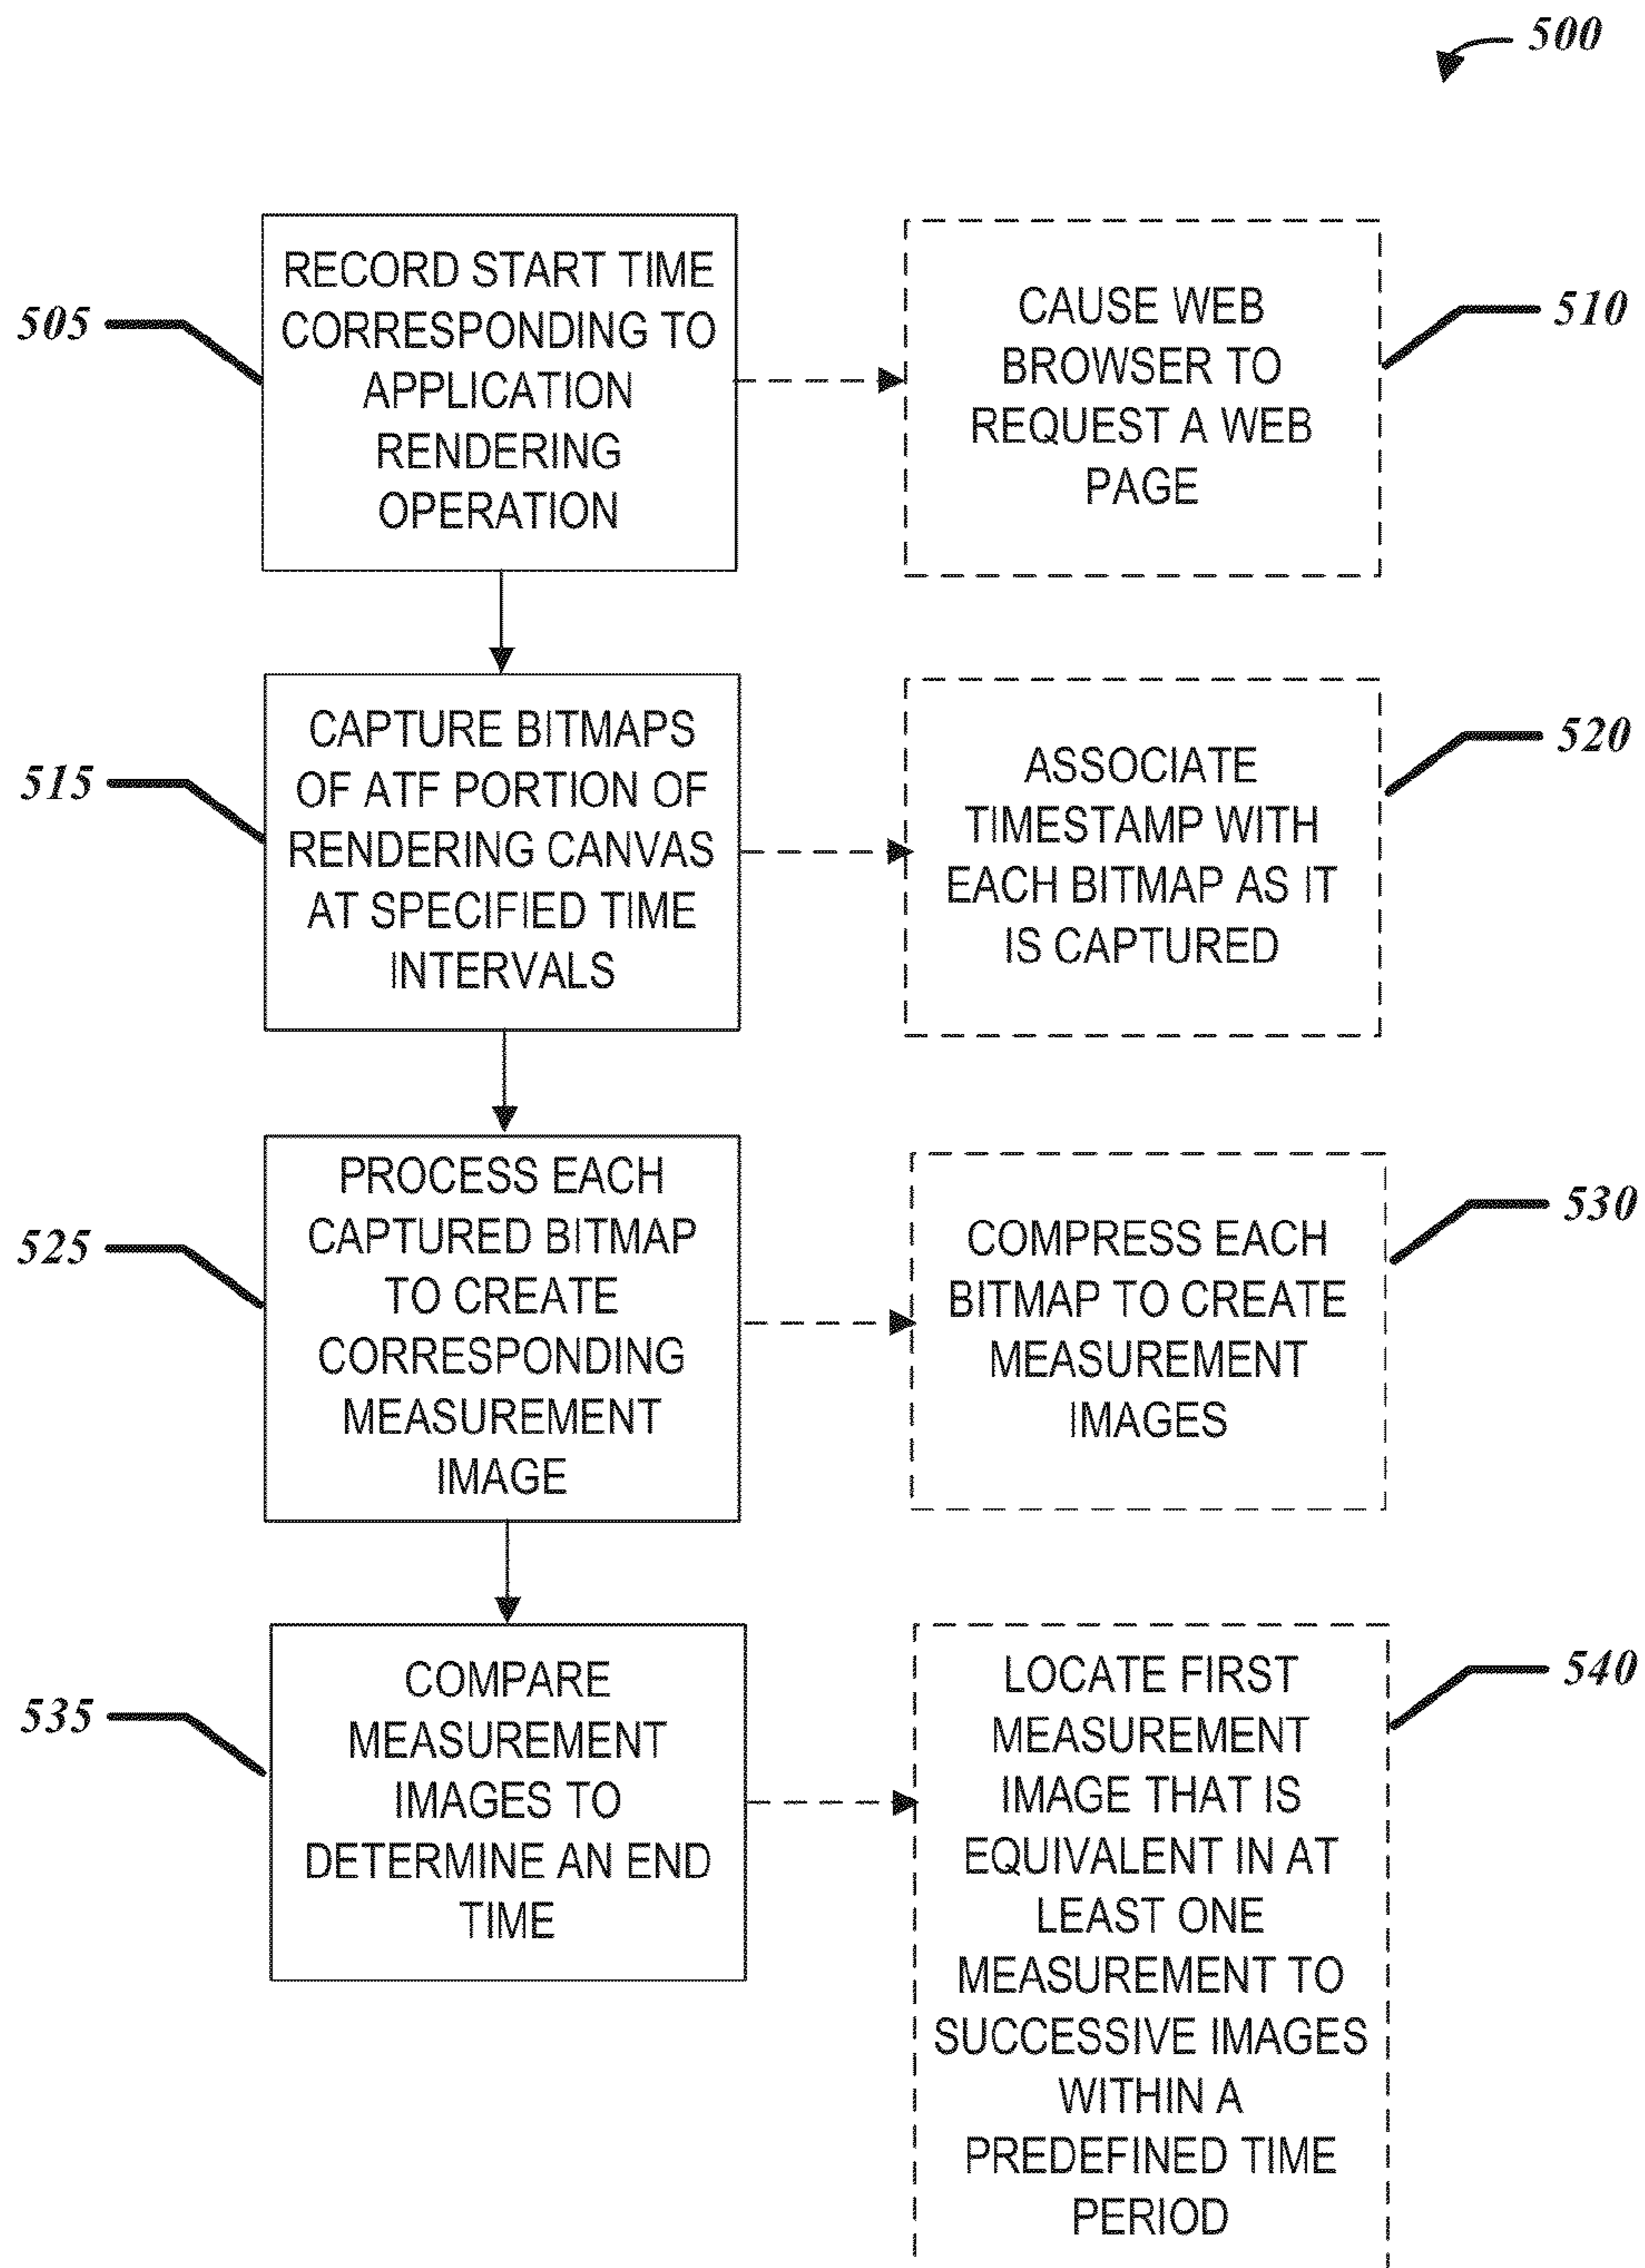 500
505
RECORD START TIME
CORRESPONDING TO
APPLICATION
RENDERING
OPERATION
CAUSE WEB
BROWSER TO
REQUEST A WEB
PAGE
510
515
CAPTURE BITMAPS
OF ATF PORTION OF
RENDERING CANVAS
AT SPECIFIED TIME
INTERVALS
ASSOCIATE
TIMESTAMP WITH
EACH BITMAP AS IT
IS CAPTURED
520
525
PROCESS EACH
CAPTURED BITMAP
TO CREATE
CORRESPONDING
MEASUREMENT
IMAGE
COMPRESS EACH
BITMAP TO CREATE
MEASUREMENT
IMAGES
530
535
COMPARE
MEASUREMENT
IMAGES TO
DETERMINE AN END
TIME
LOCATE FIRST
MEASUREMENT
IMAGE THAT IS
EQUIVALENT IN AT
LEAST ONE
MEASUREMENT TO
SUCCESSIVE IMAGES
WITHIN A
PREDEFINED TIME
PERIOD
540